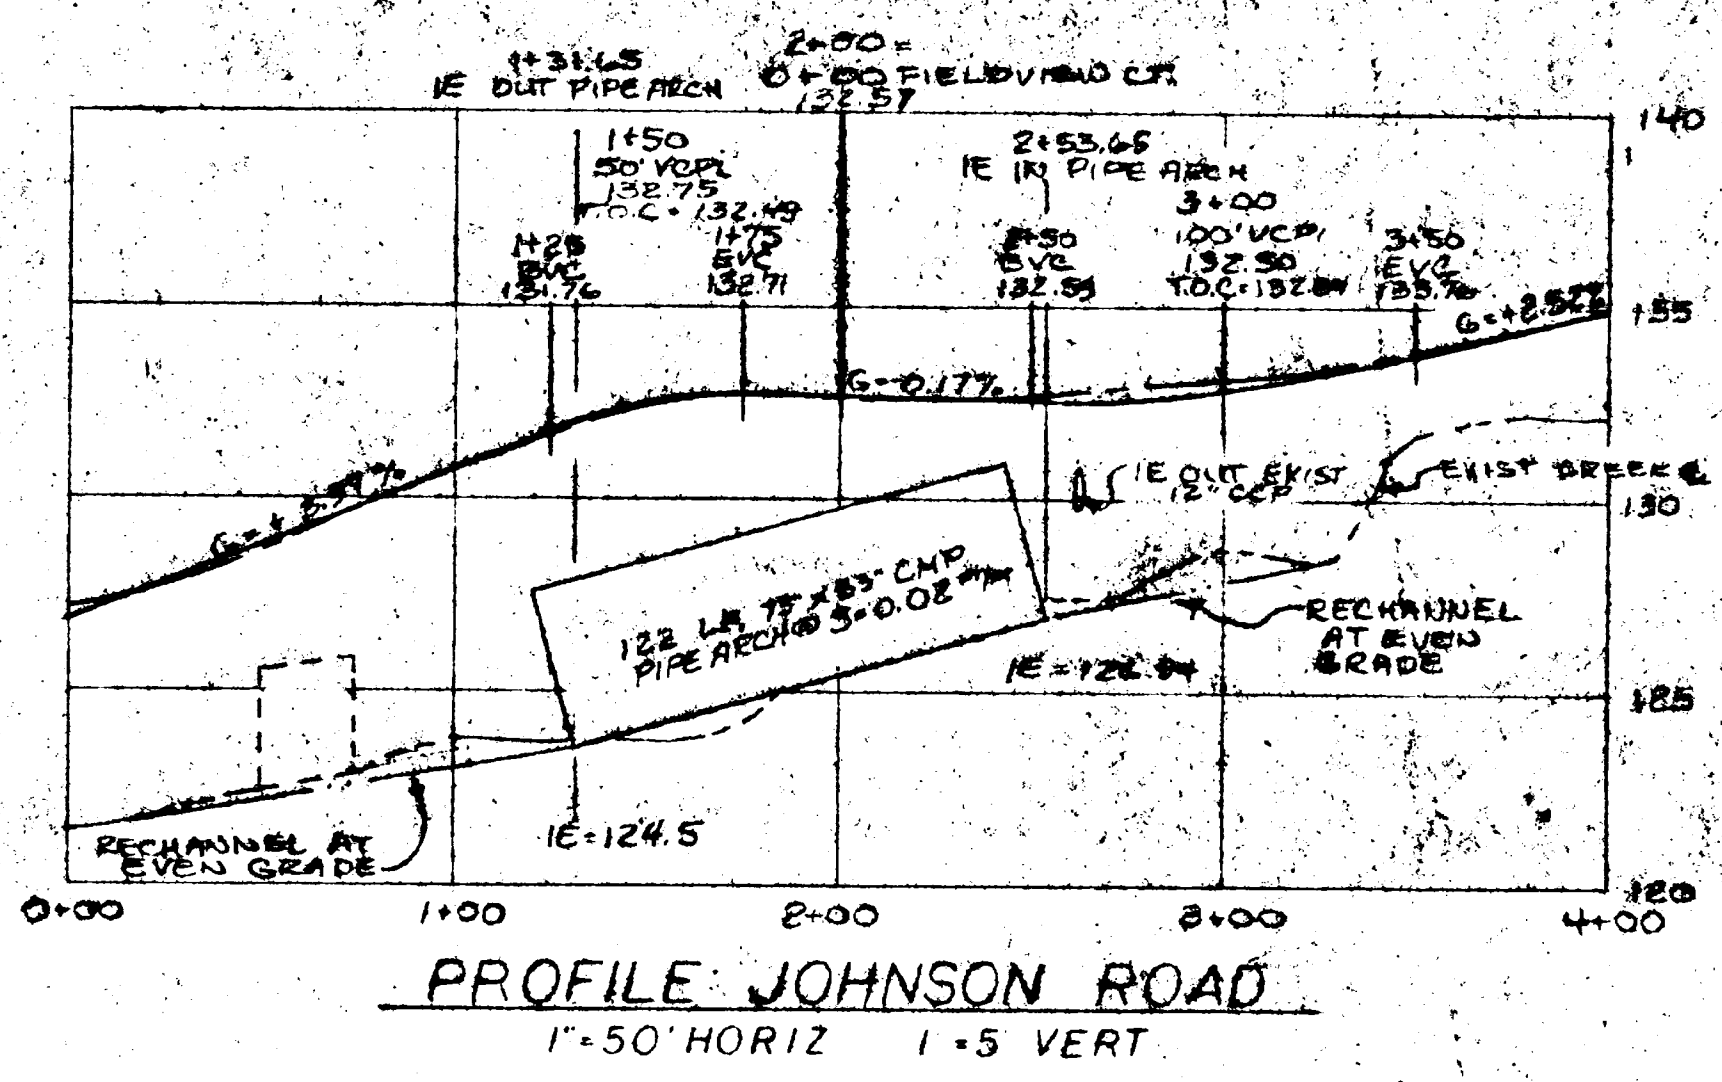 1+31.65
IE OUT PIPE ARCH
2+00 =
0+00 FIELDVIEW CT.
132.57
140
1+50
50' VCPI
132.75
T.O.C = 132.49
1+25
BVC
131.76
1+75
EVC
132.71
2+53.65
IE IN PIPE ARCH
2+50
BVC
132.59
3+00
100' VCPI
132.50
T.O.C =
3+50
EVC
G=+2.52%
135
G=-0.17%
G=+
IE OUT EXIST
12" CCP
EXIST CREEK ℄
130
122 L.F. 75" x 53" CMP
PIPE ARCH @ S=0.02
IE =
RECHANNEL
AT EVEN
GRADE
125
RECHANNEL AT
EVEN GRADE
IE=124.5
120
0+00
1+00
2+00
3+00
4+00
PROFILE: JOHNSON ROAD
1"=50' HORIZ 1 =5 VERT